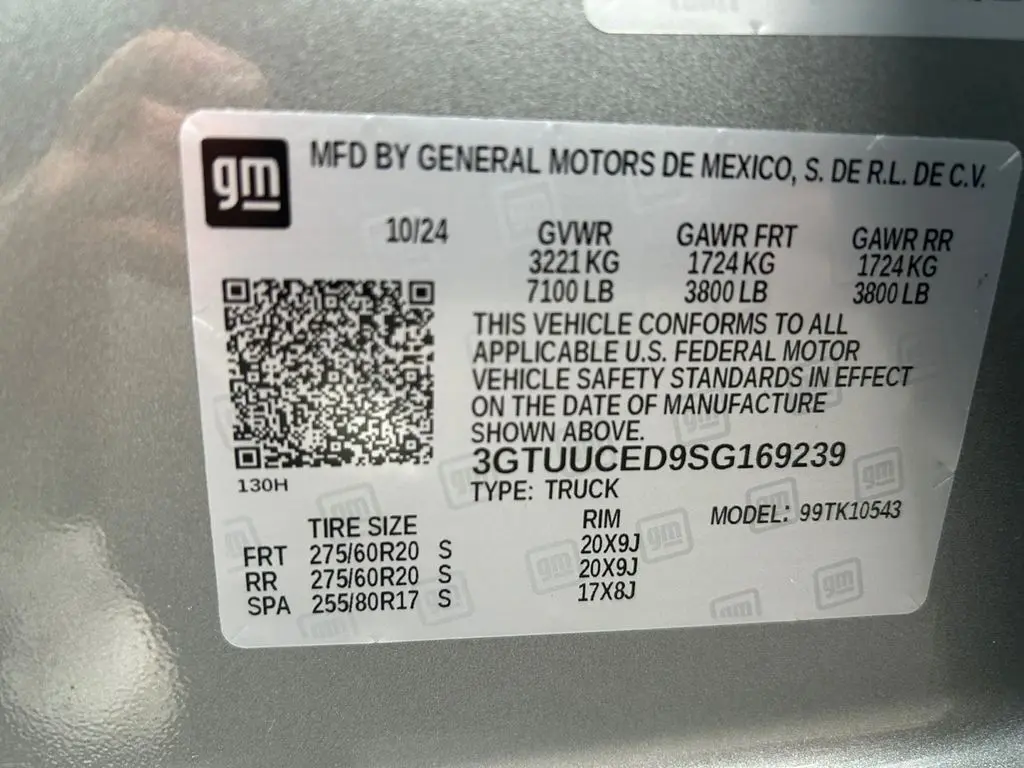 gm
MFD BY GENERAL MOTORS DE MEXICO, S. DE R.L. DE C.V.
10/24 GVWR GAWR FRT GAWR RR
3221 KG 1724 KG 1724 KG
7100 LB 3800 LB 3800 LB
THIS VEHICLE CONFORMS TO ALL
APPLICABLE U.S. FEDERAL MOTOR
VEHICLE SAFETY STANDARDS IN EFFECT
ON THE DATE OF MANUFACTURE
SHOWN ABOVE.
3GTUUCED9SG169239
130H
TYPE: TRUCK
TIRE SIZE RIM MODEL: 99TK10543
FRT 275/60R20 S 20X9J
RR 275/60R20 S 20X9J
SPA 255/80R17 S 17X8J